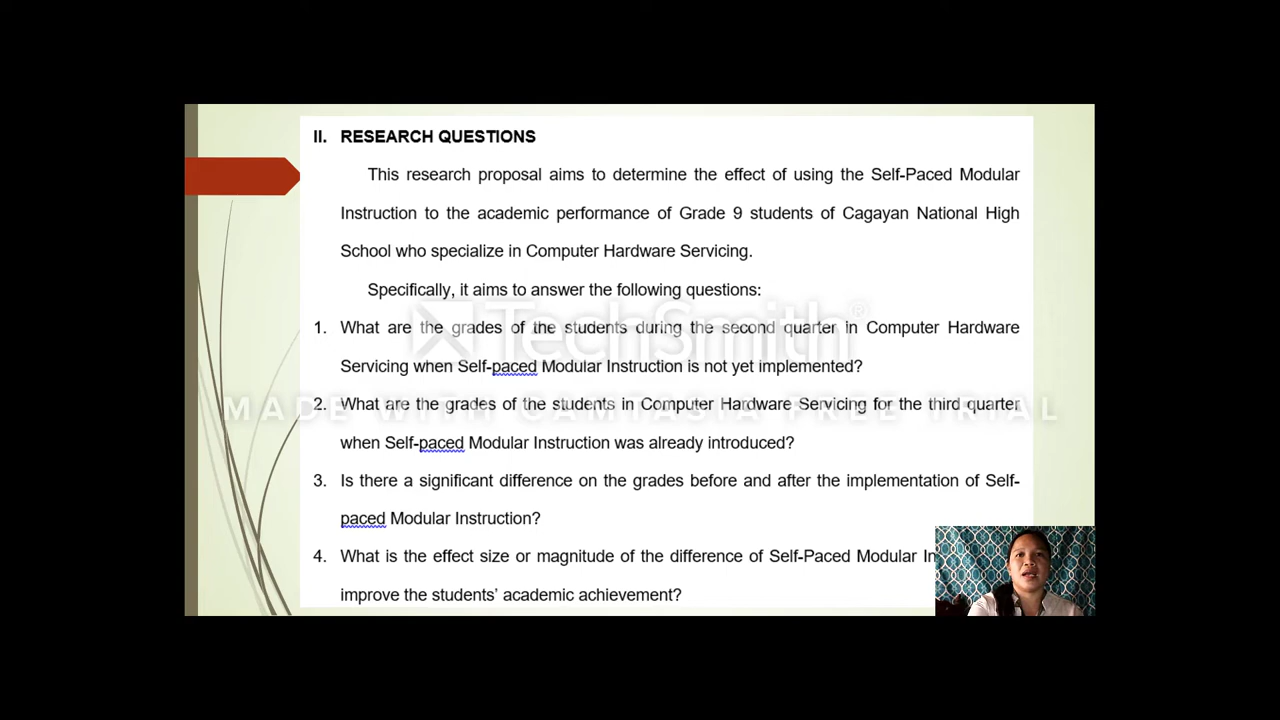 II. RESEARCH QUESTIONS
This research proposal aims to determine the effect of using the Self-Paced Modular
Instruction to the academic performance of Grade 9 students of Cagayan National High
School who specialize in Computer Hardware Servicing.
Specifically, it aims to answer the following questions:
1. What are the grades of the students during the second quarter in Computer Hardware
Servicing when Self-paced Modular Instruction is not yet implemented?
2. What are the grades of the students in Computer Hardware Servicing for the third quarter
when Self-paced Modular Instruction was already introduced?
3. Is there a significant difference on the grades before and after the implementation of Self-
paced Modular Instruction?
4. What is the effect size or magnitude of the difference of Self-Paced Modular
improve the students' academic achievement?
TechSmith®
MADE WITH CAMTASIA FREE TRIAL